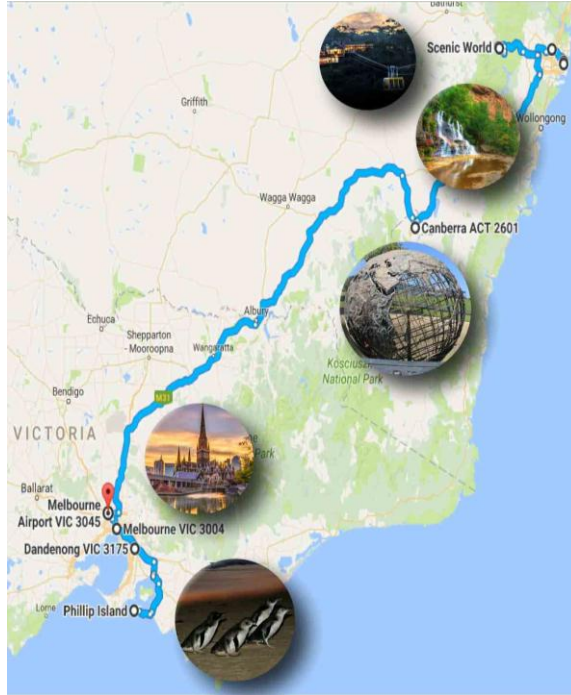 Bathurst
Scenic World
Griffith
Wollongong
Wagga Wagga
Canberra ACT 2601
Albury
Echuca
Shepparton
- Mooroopna
Wangaratta
National Park
M31
Bendigo
VICTORIA
Park
Ballarat
Melbourne
Airport VIC 3045
Melbourne VIC 3004
Dandenong VIC 3175
Lorne
Phillip Island